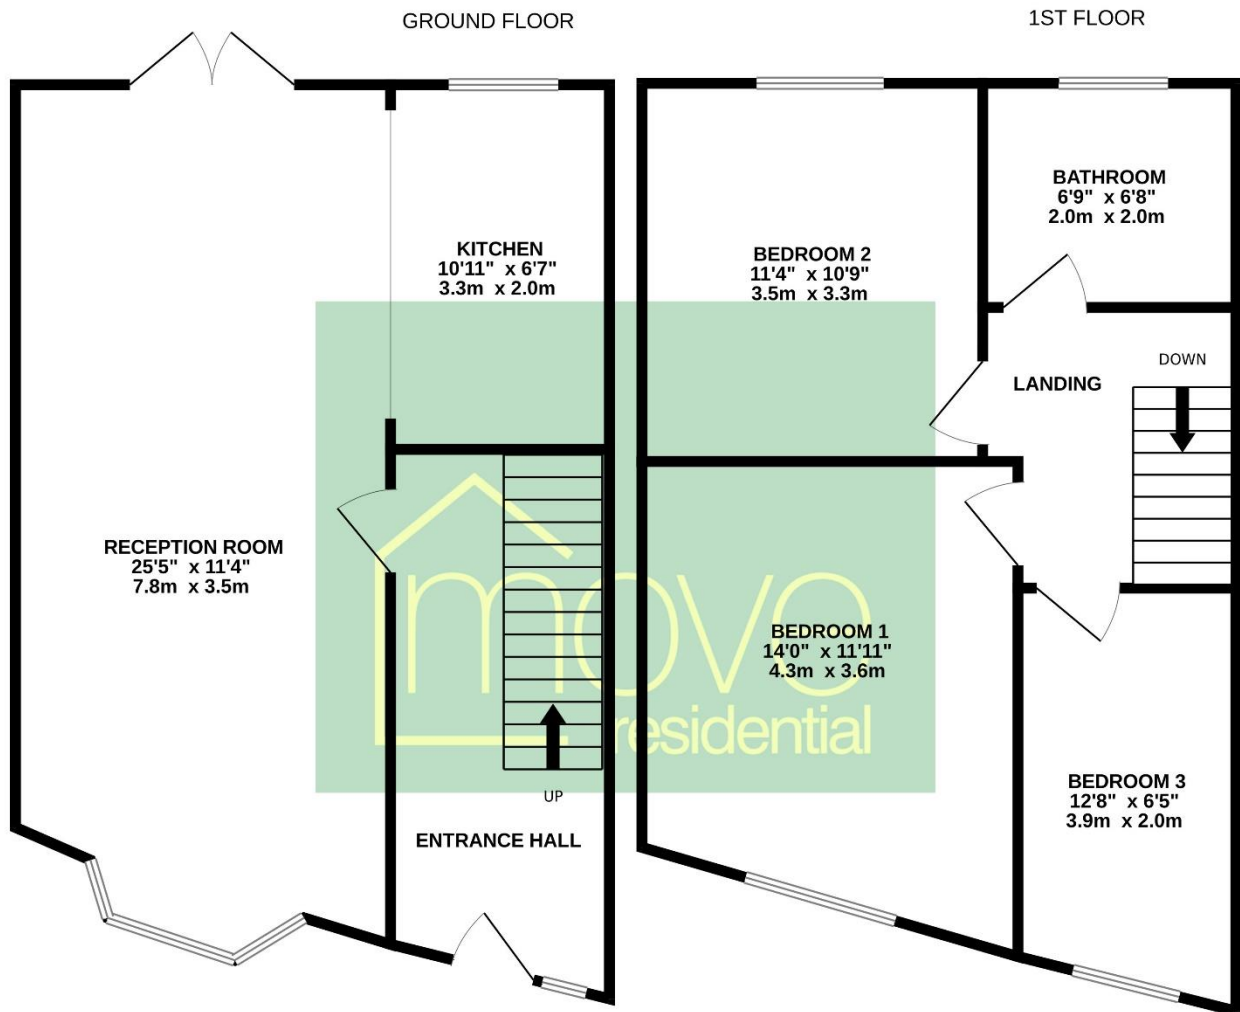 GROUND FLOOR
1ST FLOOR
KITCHEN
10'11" x 6'7"
3.3m x 2.0m
RECEPTION ROOM
25'5" x 11'4"
7.8m x 3.5m
UP
ENTRANCE HALL
BATHROOM
6'9" x 6'8"
2.0m x 2.0m
BEDROOM 2
11'4" x 10'9"
3.5m x 3.3m
DOWN
LANDING
BEDROOM 1
14'0" x 11'11"
4.3m x 3.6m
BEDROOM 3
12'8" x 6'5"
3.9m x 2.0m
move
residential